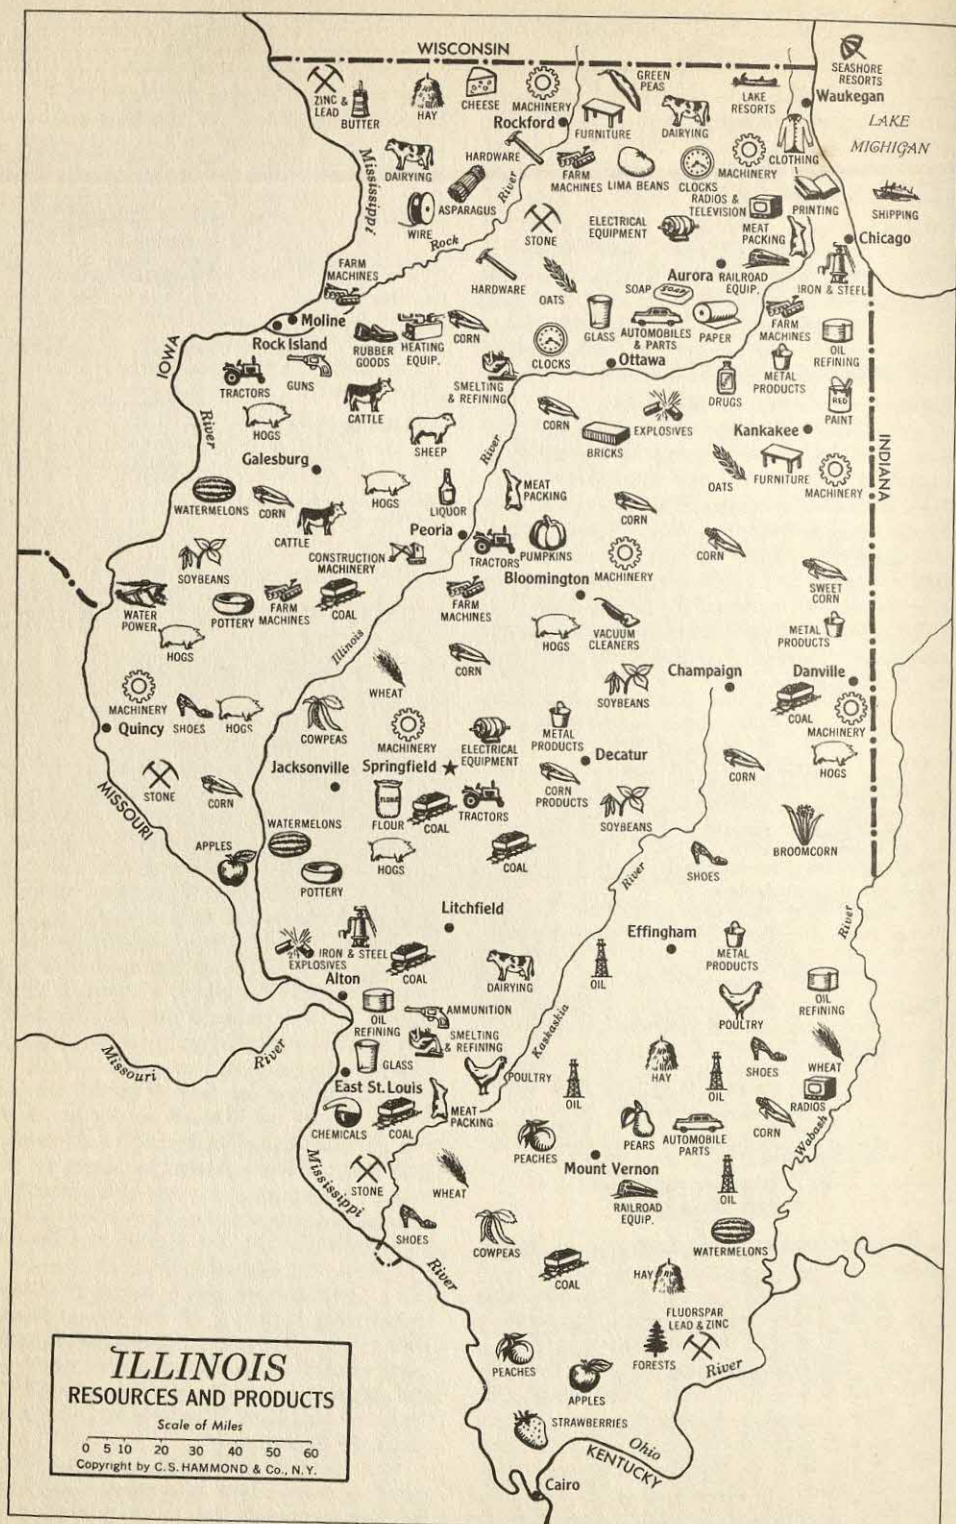 WISCONSIN
SEASHORE
RESORTS
ZINC &
LEAD
BUTTER
HAY
CHEESE
MACHINERY
Rockford
GREEN
PEAS
FURNITURE
DAIRYING
LAKE
RESORTS
Waukegan
LAKE
MICHIGAN
Mississippi
DAIRYING
HARDWARE
FARM
MACHINES
LIMA BEANS
CLOCKS
MACHINERY
CLOTHING
WIRE
ASPARAGUS
River
Rock
STONE
ELECTRICAL
EQUIPMENT
RADIOS &
TELEVISION
PRINTING
SHIPPING
MEAT
PACKING
Chicago
FARM
MACHINES
HARDWARE
OATS
Aurora
RAILROAD
EQUIP.
IRON & STEEL
SOAP
SOAP
Moline
Rock Island
RUBBER
GOODS
HEATING
EQUIP.
CORN
CLOCKS
GLASS
AUTOMOBILES
& PARTS
PAPER
FARM
MACHINES
OIL
REFINING
IOWA
Ottawa
TRACTORS
GUNS
CATTLE
SMELTING
& REFINING
DRUGS
METAL
PRODUCTS
RED
PAINT
River
HOGS
SHEEP
River
CORN
BRICKS
EXPLOSIVES
Kankakee
INDIANA
Galesburg
WATERMELONS
CORN
HOGS
LIQUOR
MEAT
PACKING
OATS
FURNITURE
MACHINERY
CATTLE
Peoria
CORN
CORN
SOYBEANS
CONSTRUCTION
MACHINERY
TRACTORS
PUMPKINS
Bloomington
MACHINERY
SWEET
CORN
WATER
POWER
POTTERY
FARM
MACHINES
COAL
FARM
MACHINES
HOGS
Illinois
HOGS
VACUUM
CLEANERS
METAL
PRODUCTS
WHEAT
CORN
SOYBEANS
Champaign
Danville
MACHINERY
Quincy
SHOES
HOGS
COWPEAS
MACHINERY
ELECTRICAL
EQUIPMENT
METAL
PRODUCTS
COAL
MACHINERY
Jacksonville
Springfield
Decatur
CORN
HOGS
STONE
CORN
MISSOURI
FLOUR
FLOUR
COAL
TRACTORS
CORN
PRODUCTS
SOYBEANS
WATERMELONS
APPLES
POTTERY
HOGS
COAL
River
SHOES
BROOMCORN
Litchfield
Effingham
River
EXPLOSIVES
IRON & STEEL
COAL
DAIRYING
OIL
METAL
PRODUCTS
Alton
OIL
REFINING
AMMUNITION
SMELTING
& REFINING
Kaskaskia
POULTRY
OIL
REFINING
Missouri
River
GLASS
HAY
SHOES
WHEAT
East St. Louis
POULTRY
OIL
OIL
RADIOS
CHEMICALS
COAL
MEAT
PACKING
PEARS
AUTOMOBILE
PARTS
CORN
Wabash
PEACHES
Mount Vernon
Mississippi
STONE
WHEAT
OIL
RAILROAD
EQUIP.
SHOES
COWPEAS
WATERMELONS
River
COAL
HAY
FLUORSPAR
LEAD & ZINC
FORESTS
River
PEACHES
APPLES
STRAWBERRIES
Ohio
KENTUCKY
Cairo
ILLINOIS
RESOURCES AND PRODUCTS
Scale of Miles
0 5 10 20 30 40 50 60
Copyright by C.S. HAMMOND & Co., N.Y.